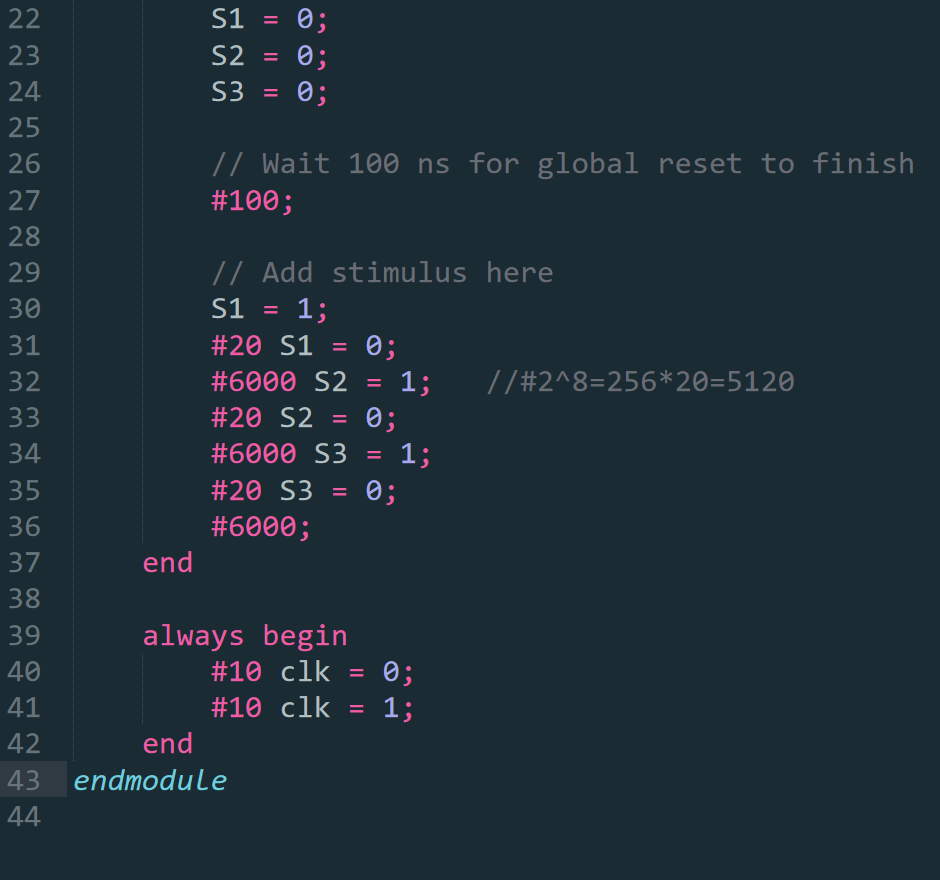 22 S1 = 0;
23 S2 = 0;
24 S3 = 0;
25
26 // Wait 100 ns for global reset to finish
27 #100;
28
29 // Add stimulus here
30 S1 = 1;
31 #20 S1 = 0;
32 #6000 S2 = 1; //#2^8=256*20=5120
33 #20 S2 = 0;
34 #6000 S3 = 1;
35 #20 S3 = 0;
36 #6000;
37 end
38
39 always begin
40 #10 clk = 0;
41 #10 clk = 1;
42 end
43 endmodule
44